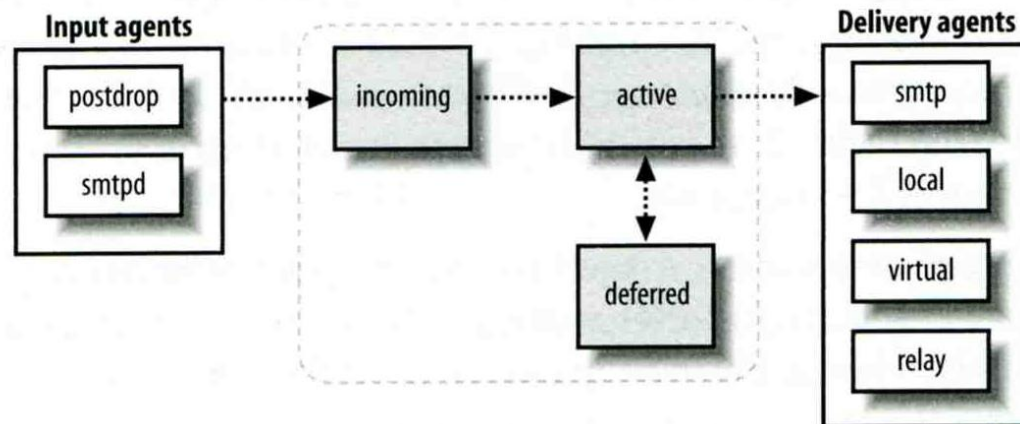 Input agents
postdrop
smtpd
incoming
active
deferred
Delivery agents
smtp
local
virtual
relay